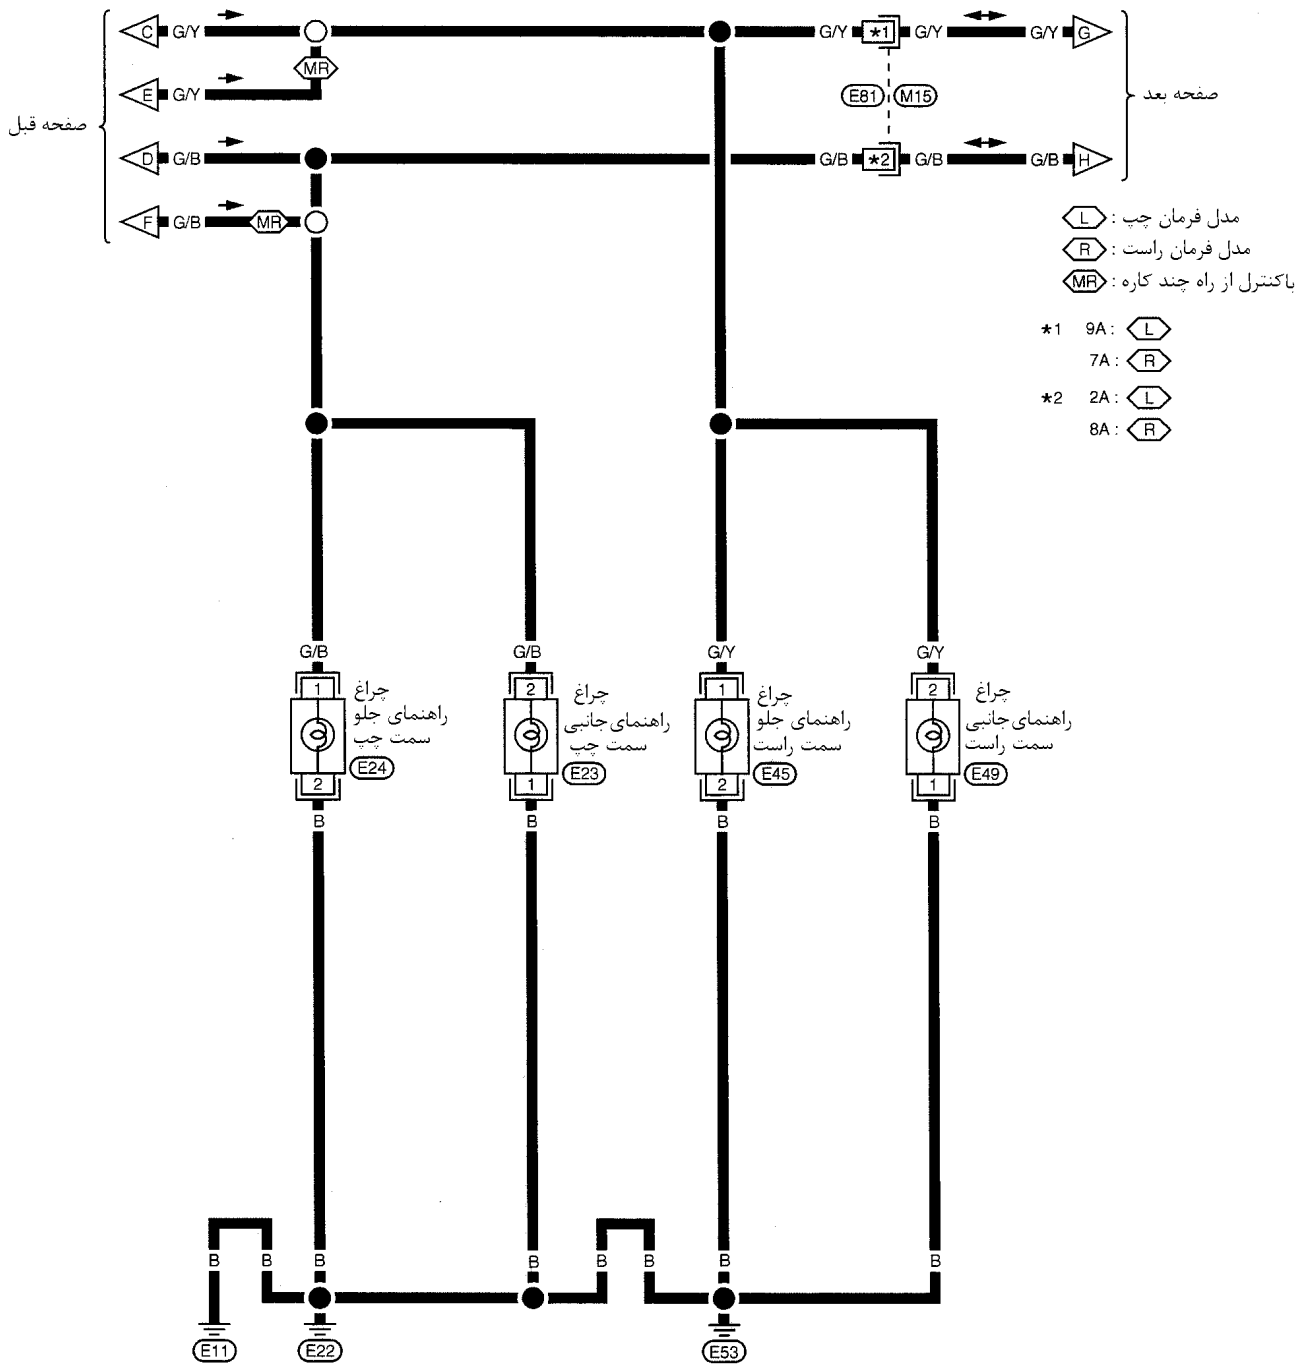 C G/Y G/Y *1 G/Y G/Y G
MR
E G/Y E81 M15
صفحه قبل
صفحه بعد
D G/B G/B *2 G/B G/B H
F G/B MR
L : مدل فرمان چپ
R : مدل فرمان راست
MR : باکنترل از راه چند کاره
*1 9A : L
7A : R
*2 2A : L
8A : R
G/B G/B G/Y G/Y
1 2 1 2
چراغ
راهنمای جلو
سمت چپ
E24
چراغ
راهنمای جانبی
سمت چپ
E23
چراغ
راهنمای جلو
سمت راست
E45
چراغ
راهنمای جانبی
سمت راست
E49
2 1 2 1
B B B B
B B B B B B B B
E11 E22 E53